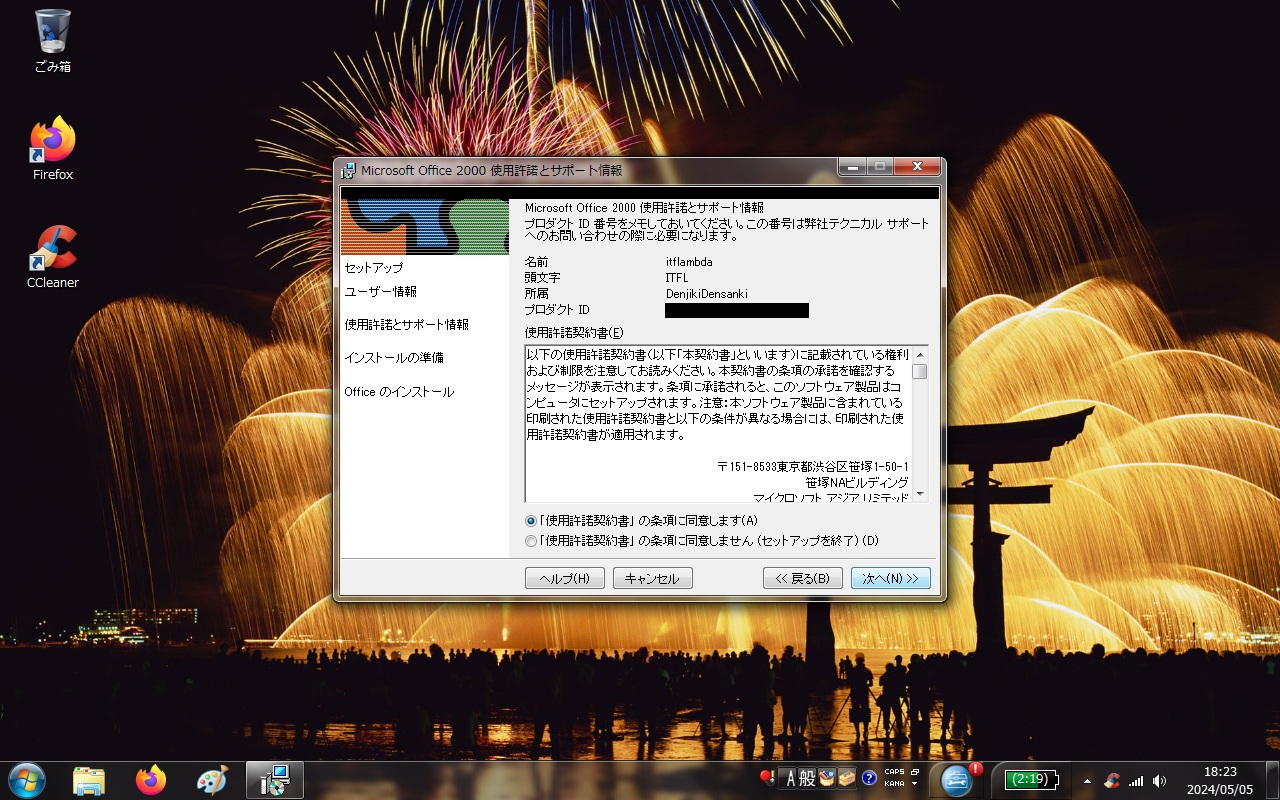 ごみ箱
Firefox
CCleaner
Microsoft Office 2000 使用許諾とサポート情報
セットアップ
ユーザー情報
使用許諾とサポート情報
インストールの準備
Office のインストール
Microsoft Office 2000 使用許諾とサポート情報
プロダクト ID 番号をメモしておいてください。この番号は弊社テクニカル サポート
へのお問い合わせの際に必要になります。
名前 itflambda
頭文字 ITFL
所属 DenjikiDensanki
プロダクト ID
使用許諾契約書(E)
以下の使用許諾契約書(以下「本契約書」といいます)に記載されている権利
および制限を注意してお読みください。本契約書の条項の承諾を確認する
メッセージが表示されます。条項に承諾されると、このソフトウェア製品はコ
ンピュータにセットアップされます。注意：本ソフトウェア製品に含まれている
印刷された使用許諾契約書と以下の条件が異なる場合には、印刷された使
用許諾契約書が適用されます。
〒151-8533東京都渋谷区笹塚1-50-1
笹塚NAビルディング
マイクロソフト アジア リミテッド
「使用許諾契約書」 の条項に同意します(A)
「使用許諾契約書」 の条項に同意しません (セットアップを終了) (D)
ヘルプ(H)
キャンセル
<< 戻る(B)
次へ(N) >>
A 般
CAPS
KANA
(2:19)
18:23
2024/05/05